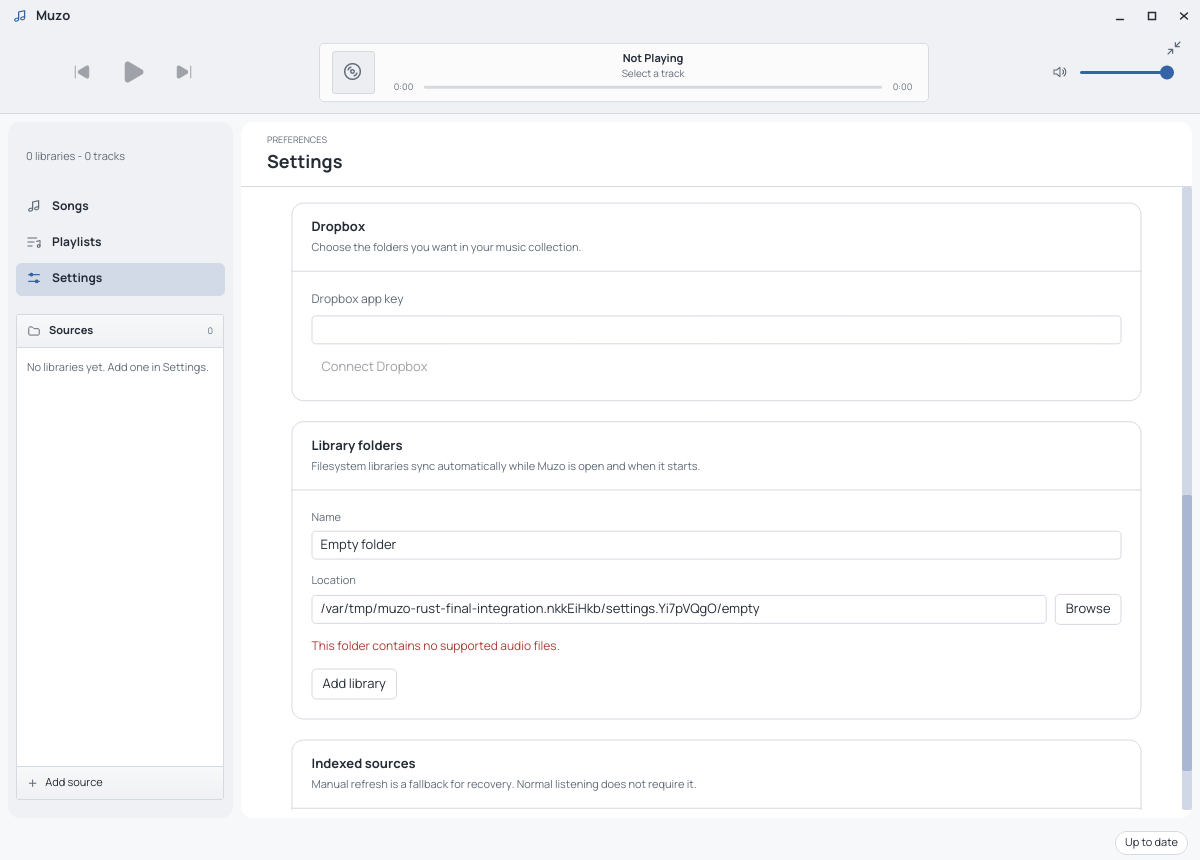 Muzo
Not Playing
Select a track
0:00
0:00
0 libraries - 0 tracks
Songs
Playlists
Settings
Sources
0
No libraries yet. Add one in Settings.
Add source
PREFERENCES
Settings
Dropbox
Choose the folders you want in your music collection.
Dropbox app key
Connect Dropbox
Library folders
Filesystem libraries sync automatically while Muzo is open and when it starts.
Name
Empty folder
Location
/var/tmp/muzo-rust-final-integration.nkkEiHkb/settings.Yi7pVQgO/empty
Browse
This folder contains no supported audio files.
Add library
Indexed sources
Manual refresh is a fallback for recovery. Normal listening does not require it.
Up to date